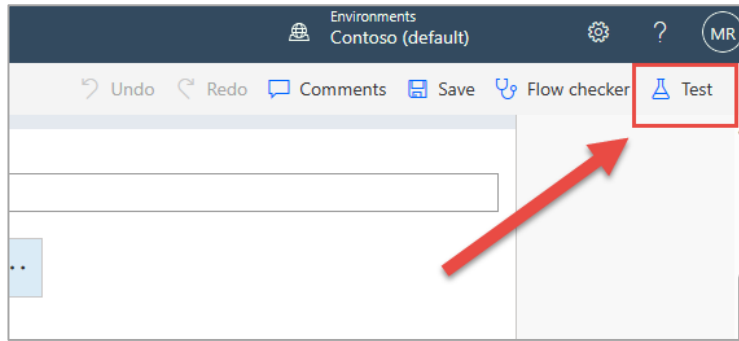 Environments
Contoso (default)
?
MR
Undo Redo Comments Save Flow checker Test
..